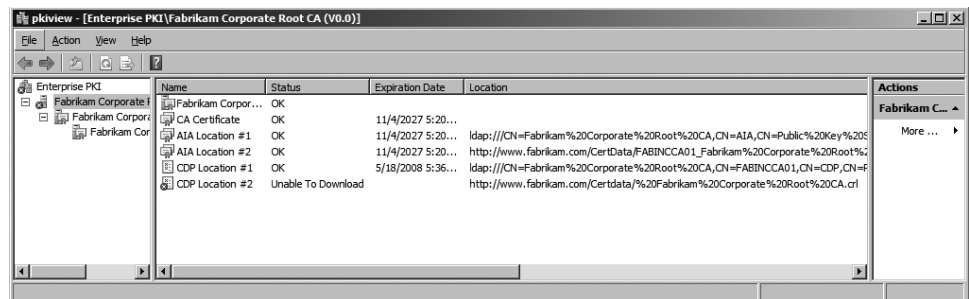 pkiview - [Enterprise PKI\Fabrikam Corporate Root CA (V0.0)]
File Action View Help
Enterprise PKI
Fabrikam Corporate
Fabrikam Corpor
Fabrikam Cor
Name Status Expiration Date Location
Fabrikam Corpor... OK
CA Certificate OK 11/4/2027 5:20...
AIA Location #1 OK 11/4/2027 5:20... ldap:///CN=Fabrikam%20Corporate%20Root%20CA,CN=AIA,CN=Public%20Key%20S
AIA Location #2 OK 11/4/2027 5:20... http://www.fabrikam.com/CertData/FABINCCA01_Fabrikam%20Corporate%20Root%2
CDP Location #1 OK 5/18/2008 5:36... ldap:///CN=Fabrikam%20Corporate%20Root%20CA,CN=FABINCCA01,CN=CDP,CN=P
CDP Location #2 Unable To Download http://www.fabrikam.com/Certdata/%20Fabrikam%20Corporate%20Root%20CA.crl
Actions
Fabrikam C...
More ...